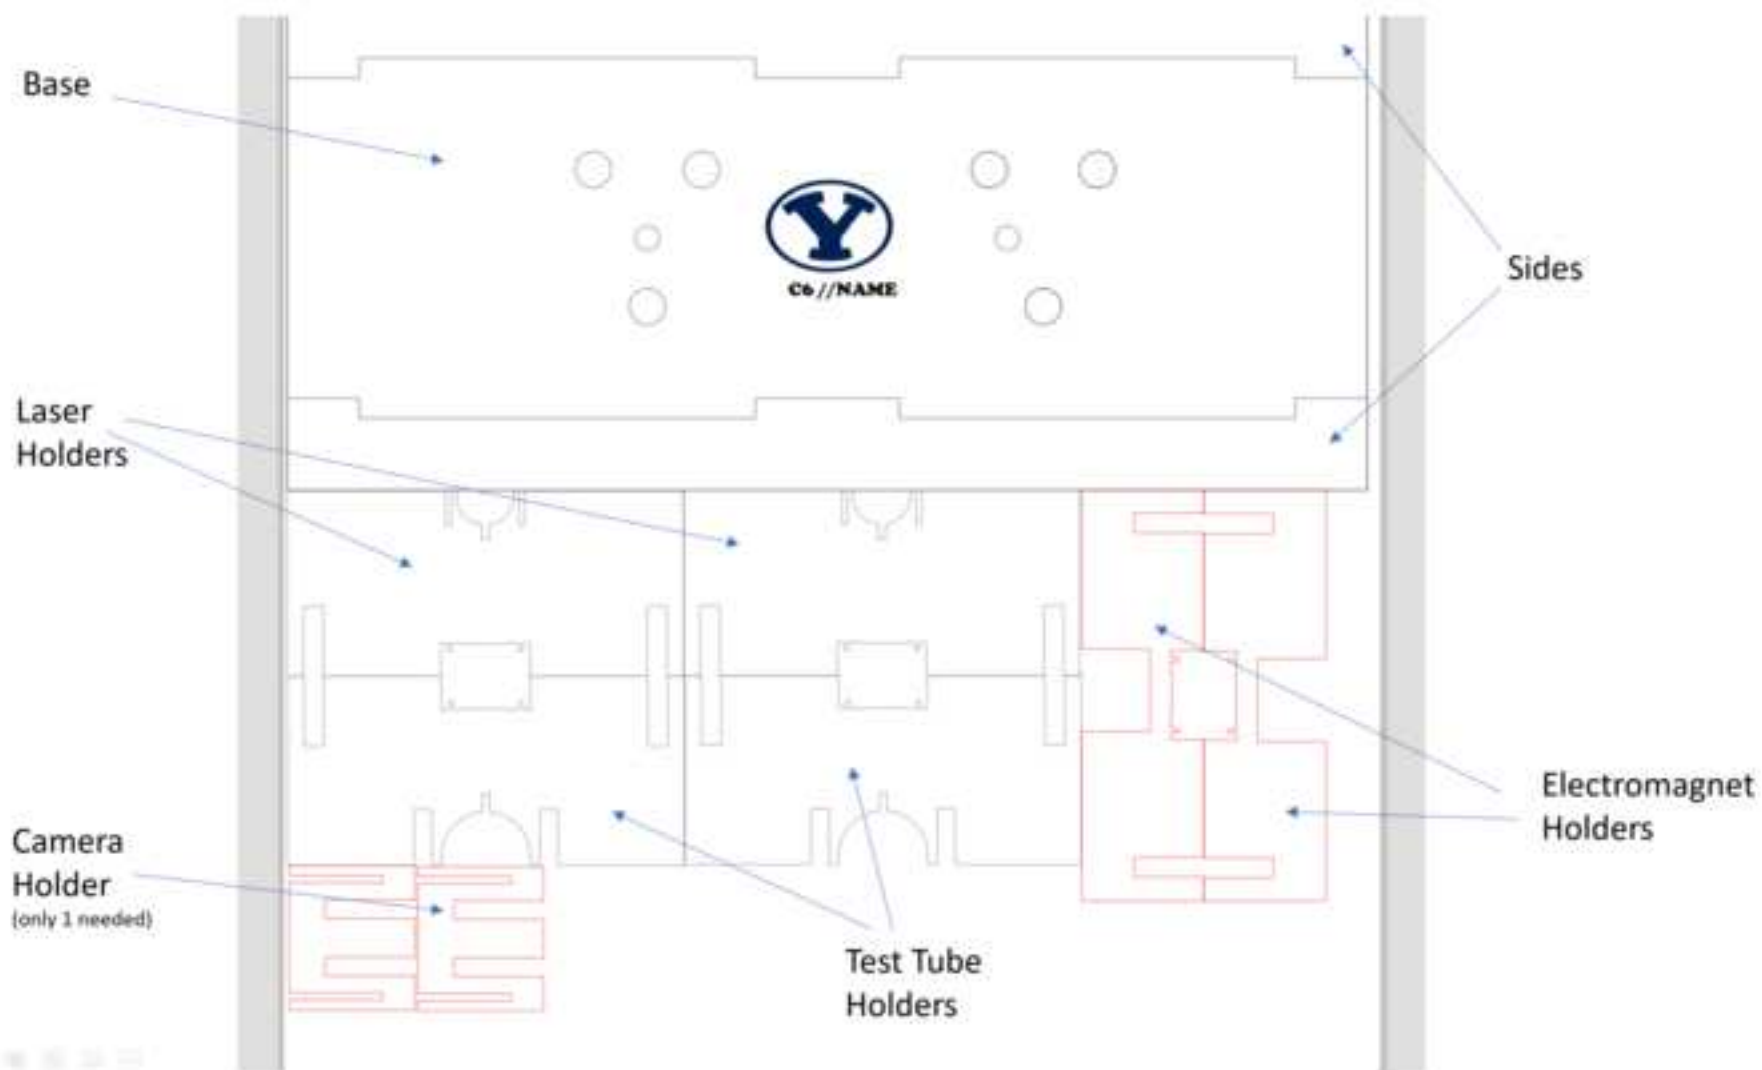 Base
Y
C6 //NAME
Sides
Laser
Holders
Electromagnet
Holders
Camera
Holder
(only 1 needed)
Test Tube
Holders